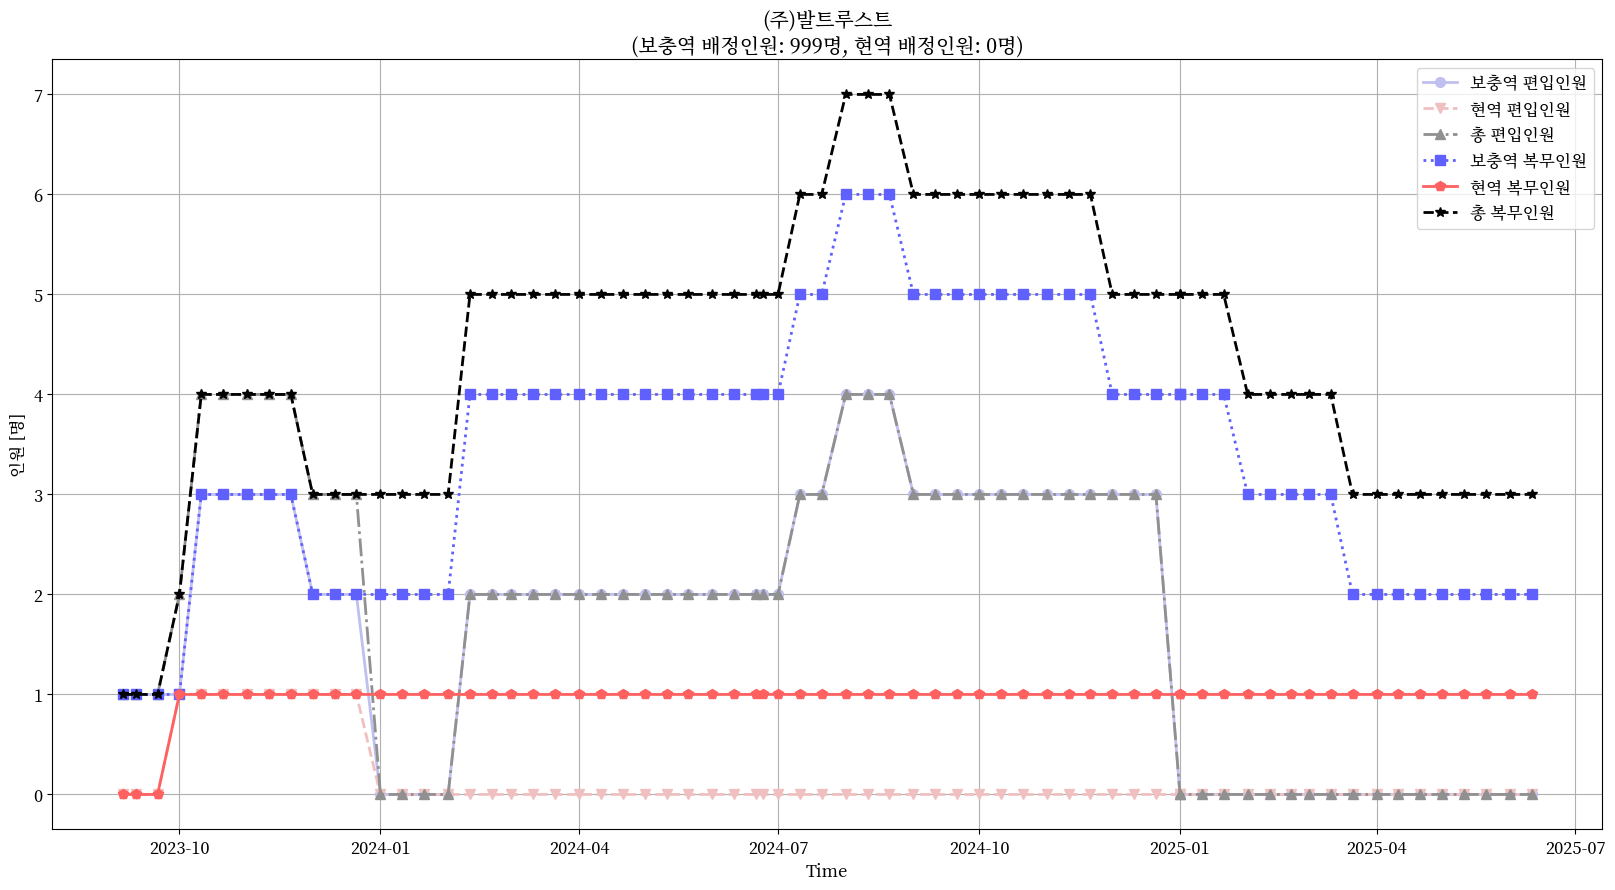 (주)발트루스트
(보충역 배정인원: 999명, 현역 배정인원: 0명)
보충역 편입인원
현역 편입인원
총 편입인원
보충역 복무인원
현역 복무인원
총 복무인원
인원 [명]
7
6
5
4
3
2
1
0
2023-10
2024-01
2024-04
2024-07
2024-10
2025-01
2025-04
2025-07
Time